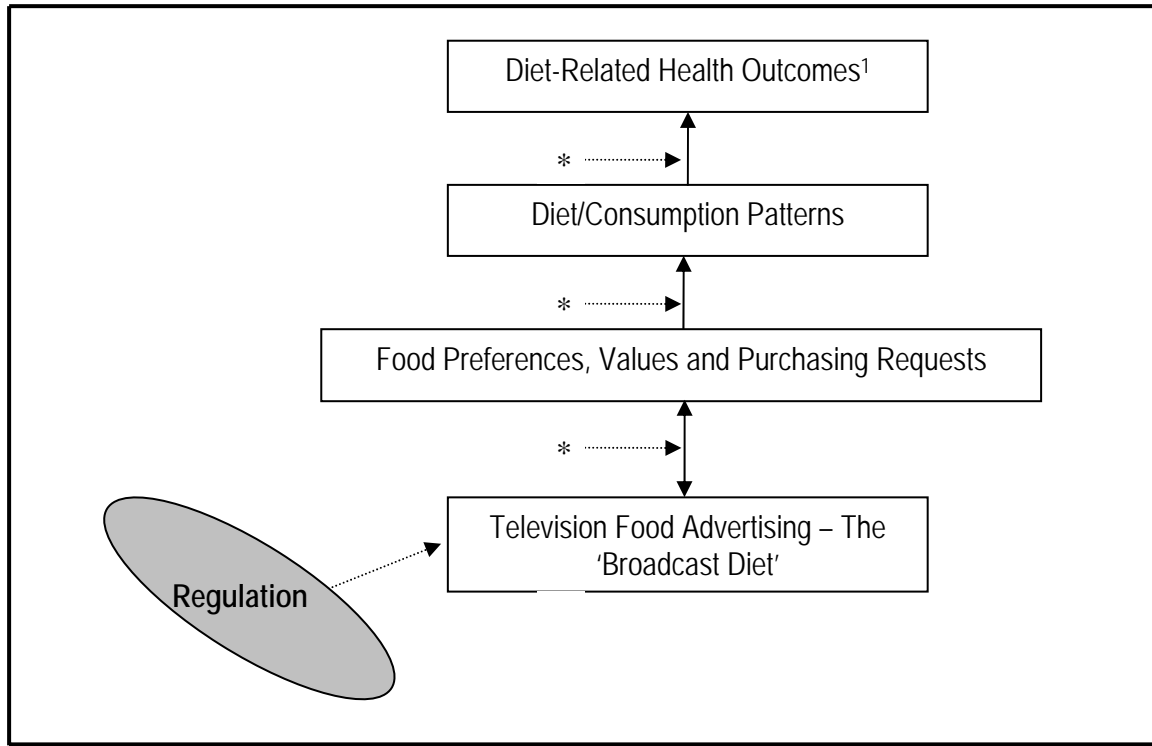 Diet-Related Health Outcomes¹
*
Diet/Consumption Patterns
*
Food Preferences, Values and Purchasing Requests
*
Television Food Advertising – The
‘Broadcast Diet’
Regulation